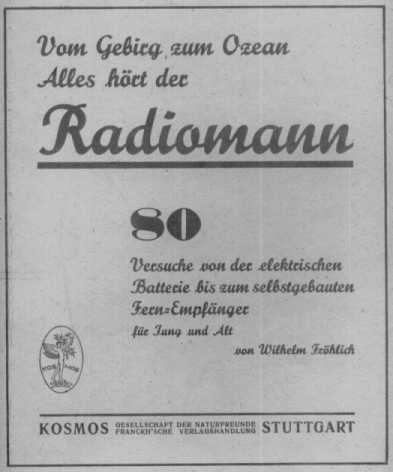 Vom Gebirg zum Ozean
Alles hört der
Radiomann
80
Versuche von der elektrischen
Batterie bis zum selbstgebauten
Fern=Empfänger
für Jung und Alt
von Wilhelm Fröhlich
KOSMOS GESELLSCHAFT DER NATURFREUNDE STUTTGART
FRANCKH'SCHE VERLAGSHANDLUNG